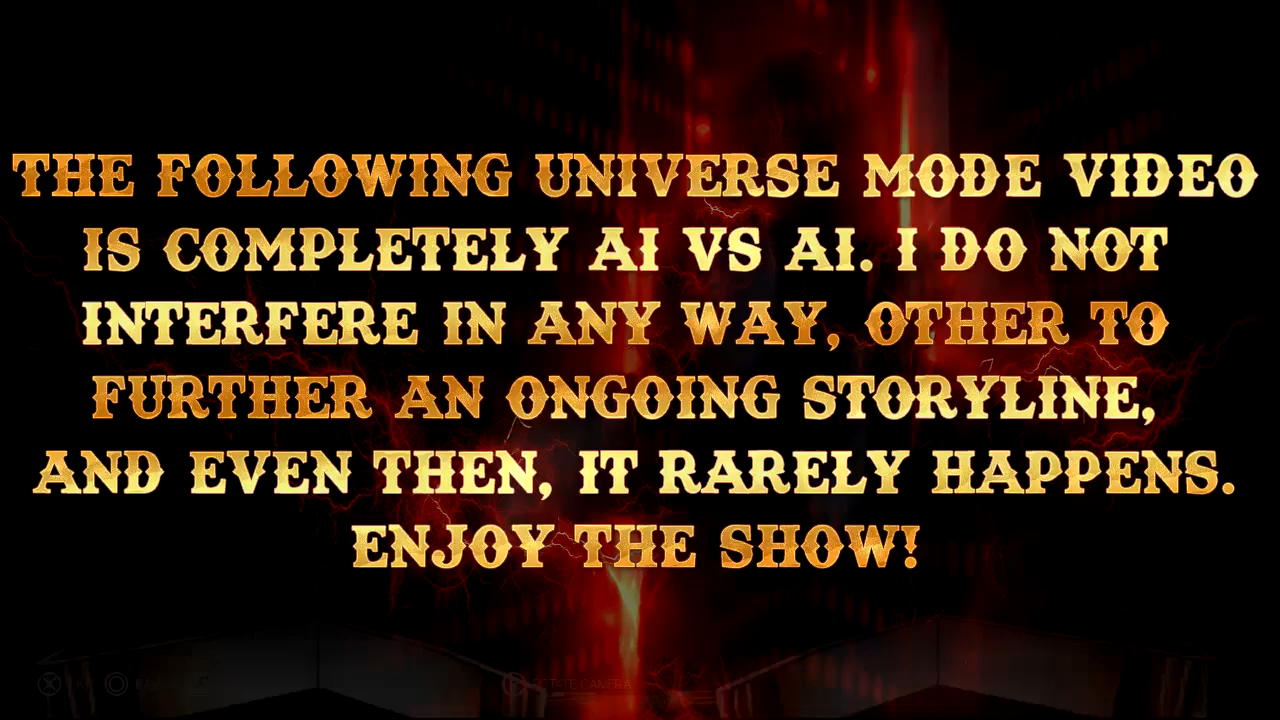 THE FOLLOWING UNIVERSE MODE VIDEO
IS COMPLETELY AI VS AI. I DO NOT
INTERFERE IN ANY WAY, OTHER TO
FURTHER AN ONGOING STORYLINE,
AND EVEN THEN, IT RARELY HAPPENS.
ENJOY THE SHOW!
CAMERA